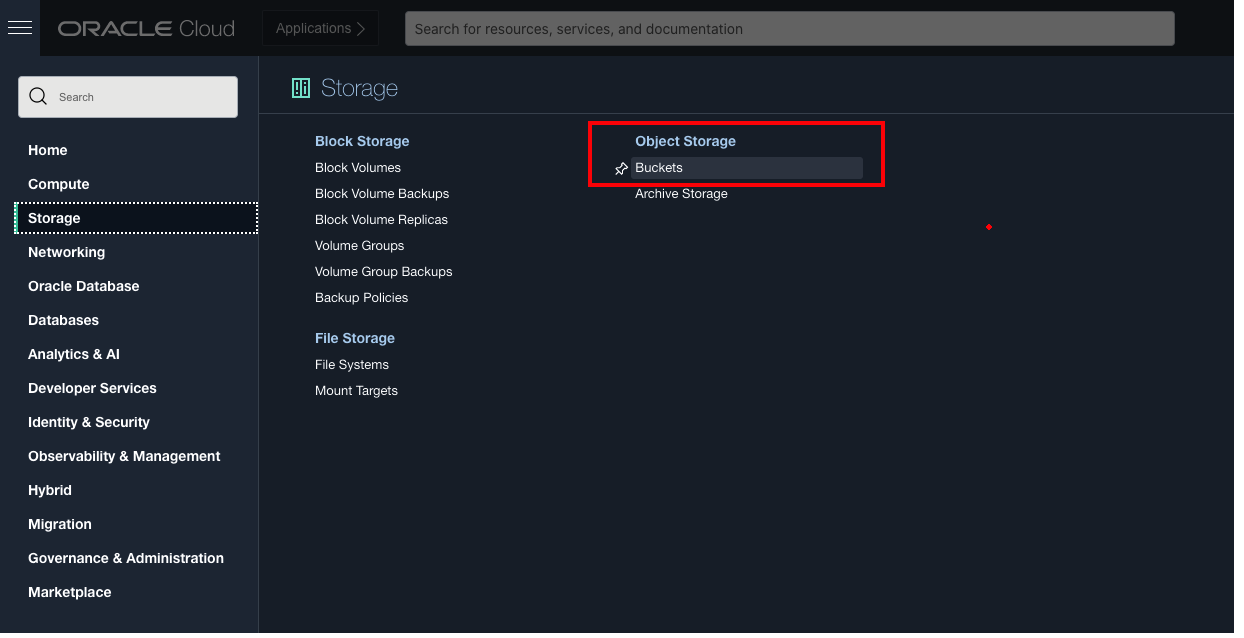 ORACLE Cloud
Applications
Search for resources, services, and documentation
Search
Home
Compute
Storage
Networking
Oracle Database
Databases
Analytics & AI
Developer Services
Identity & Security
Observability & Management
Hybrid
Migration
Governance & Administration
Marketplace
Storage
Block Storage
Block Volumes
Block Volume Backups
Block Volume Replicas
Volume Groups
Volume Group Backups
Backup Policies
File Storage
File Systems
Mount Targets
Object Storage
Buckets
Archive Storage